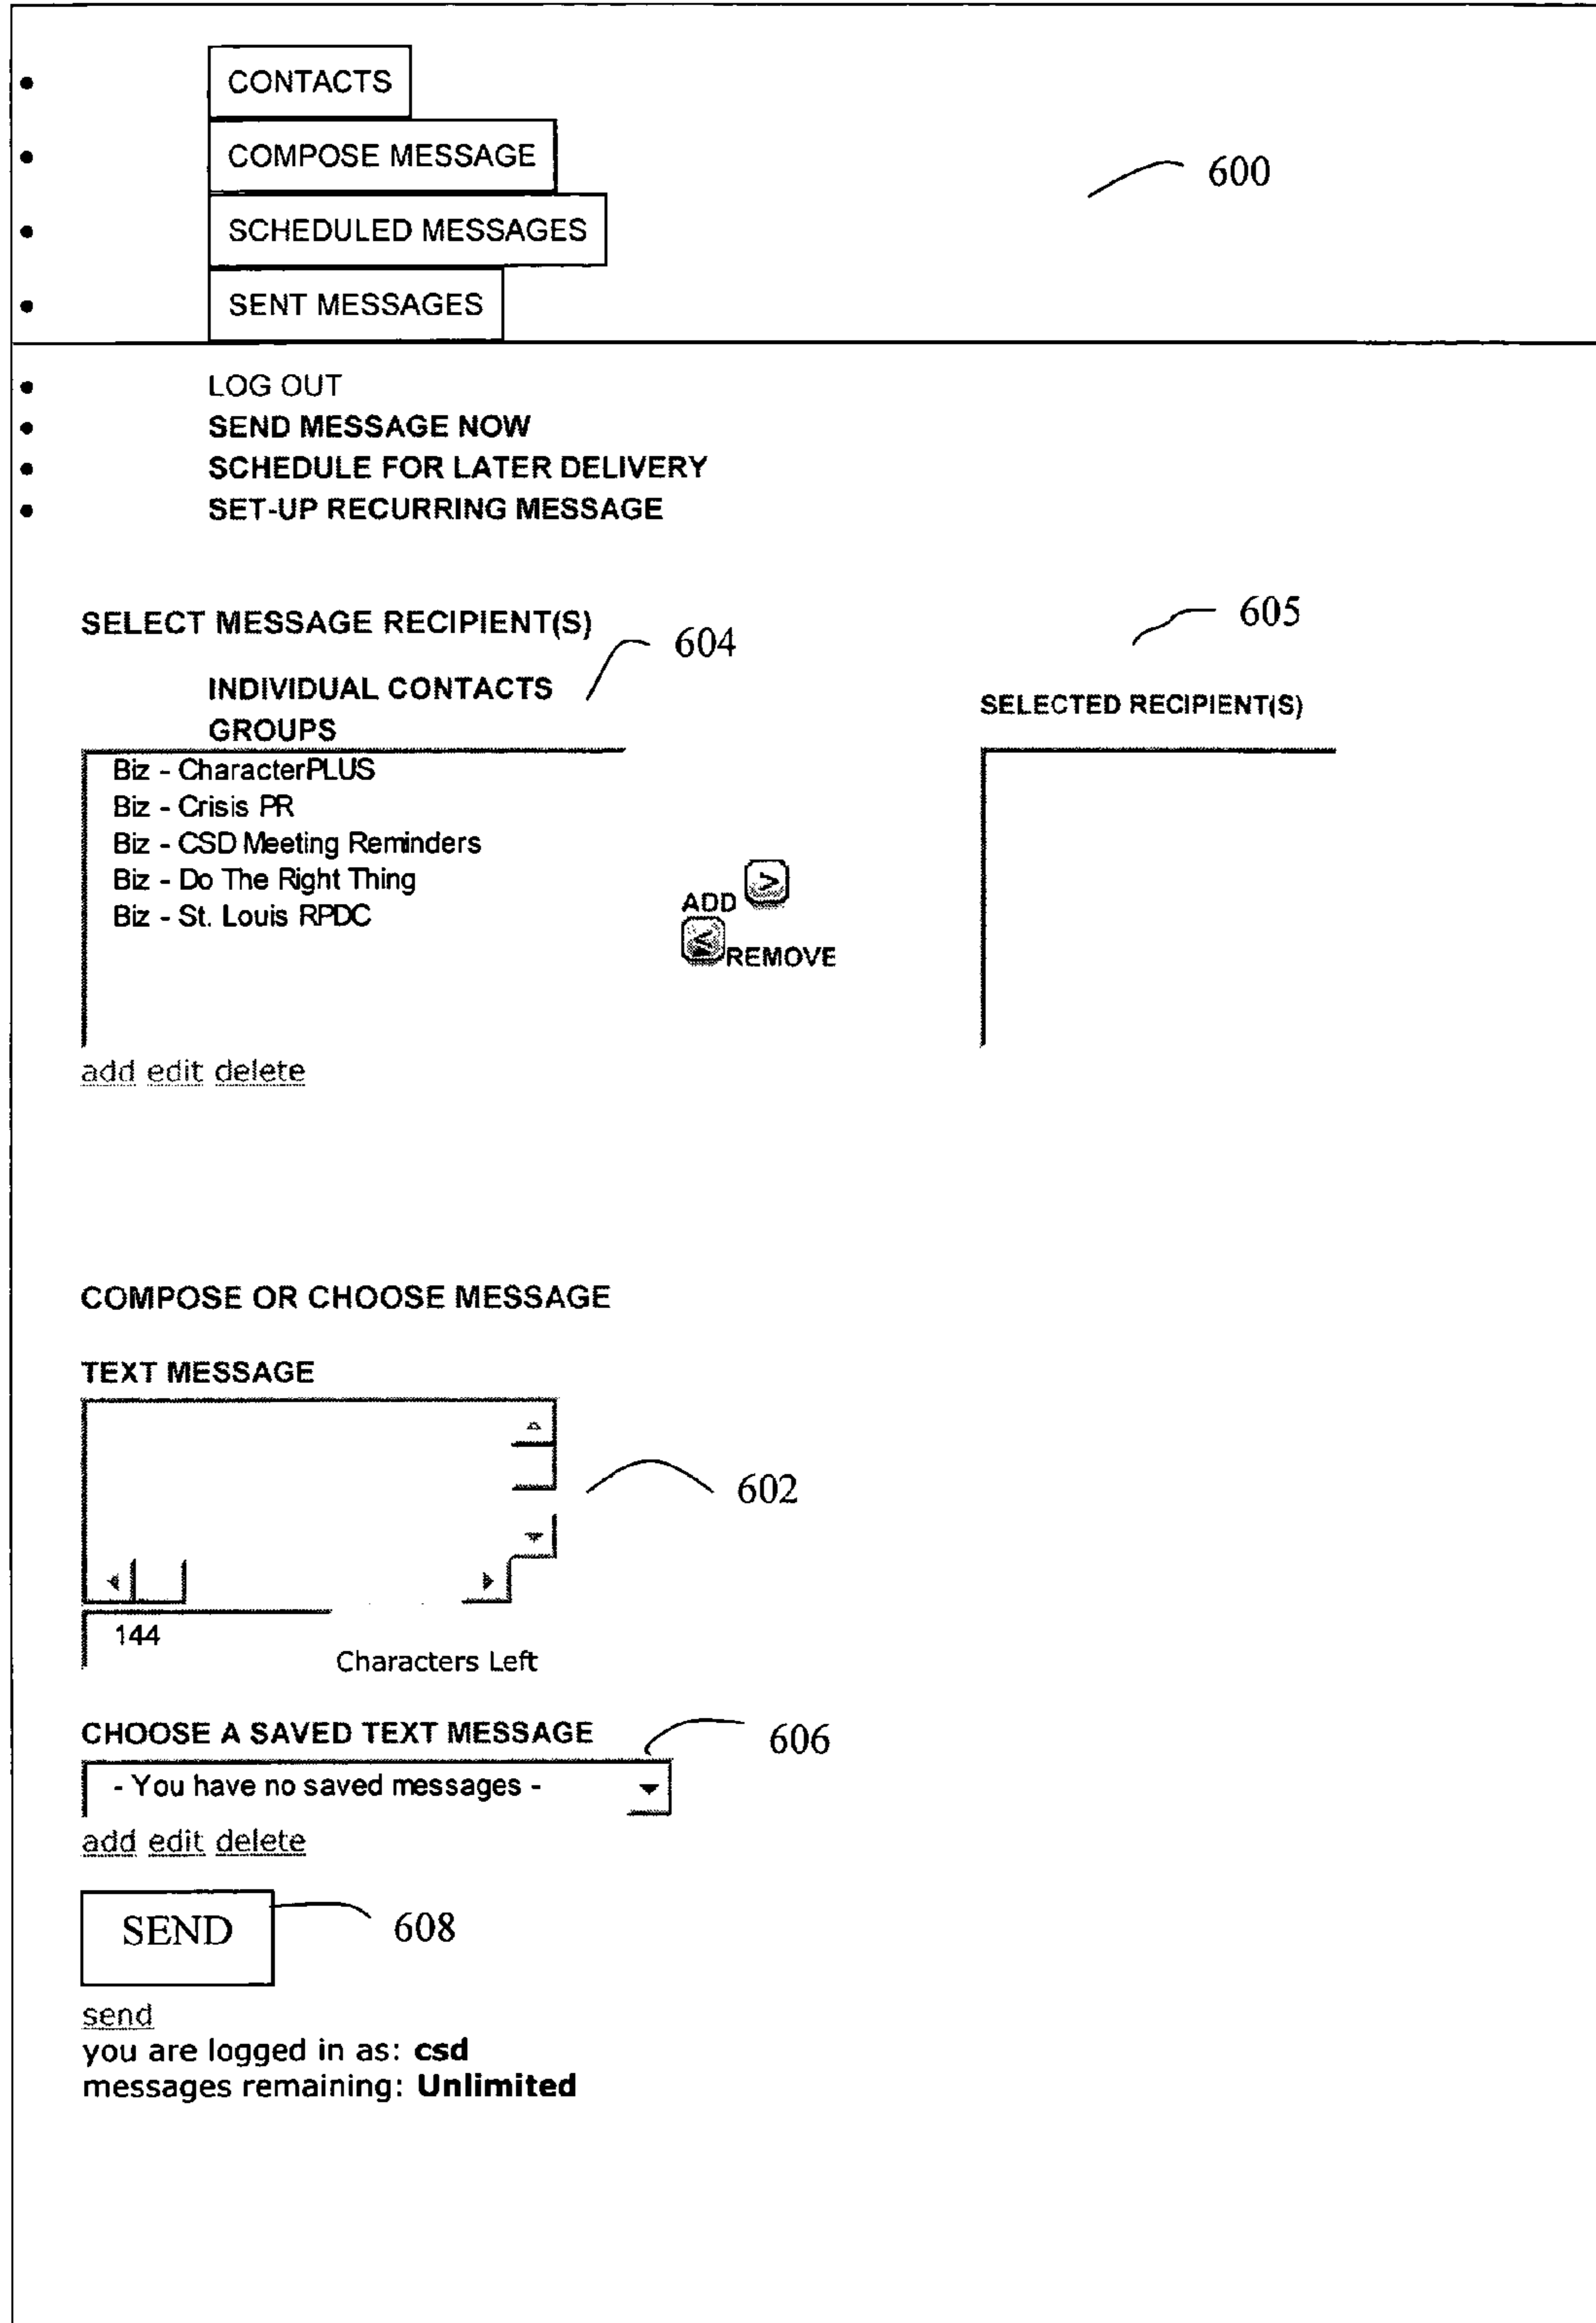 CONTACTS
COMPOSE MESSAGE
600
SCHEDULED MESSAGES
SENT MESSAGES
LOG OUT
SEND MESSAGE NOW
SCHEDULE FOR LATER DELIVERY
SET-UP RECURRING MESSAGE
605
SELECT MESSAGE RECIPIENT(S)
604
INDIVIDUAL CONTACTS
SELECTED RECIPIENT(S)
GROUPS
Biz - CharacterPLUS
Biz - Crisis PR
Biz - CSD Meeting Reminders
Biz - Do The Right Thing
Biz - St. Louis RPDC
ADD >
< REMOVE
add edit delete
COMPOSE OR CHOOSE MESSAGE
TEXT MESSAGE
602
144
Characters Left
CHOOSE A SAVED TEXT MESSAGE
606
- You have no saved messages -
add edit delete
SEND
608
send
you are logged in as: csd
messages remaining: Unlimited